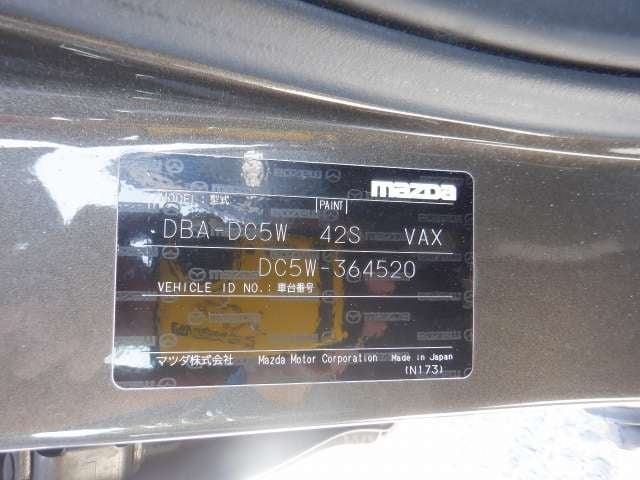 mazda
MODEL: 型式 PAINT
DBA-DC5W 42S VAX
DC5W-364520
VEHICLE ID NO.: 車台番号
マツダ株式会社 Mazda Motor Corporation Made in Japan
(N173)